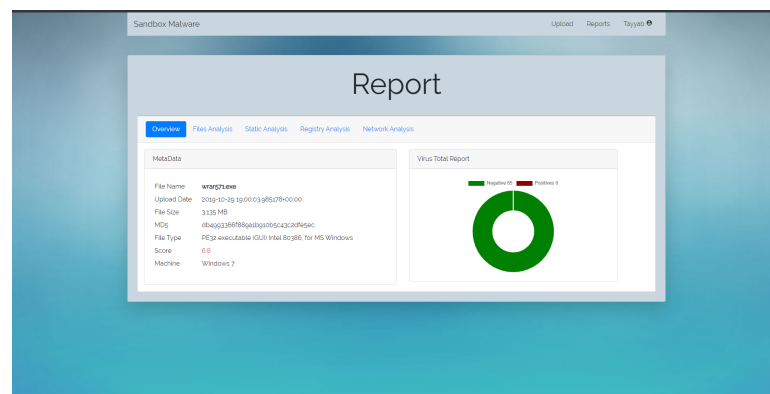 Sandbox Malware
Upload Reports Tayyab
Report
Overview Files Analysis Static Analysis Registry Analysis Network Analysis
MetaData
File Name wrar571.exe
Upload Date 2019-10-29 19:00:03.985178+00:00
File Size 3.135 MB
MD5
File Type PE32 executable (GUI) Intel 80386, for MS Windows
Score 6.8
Machine Windows 7
Virus Total Report
Negative 65 Positives 0